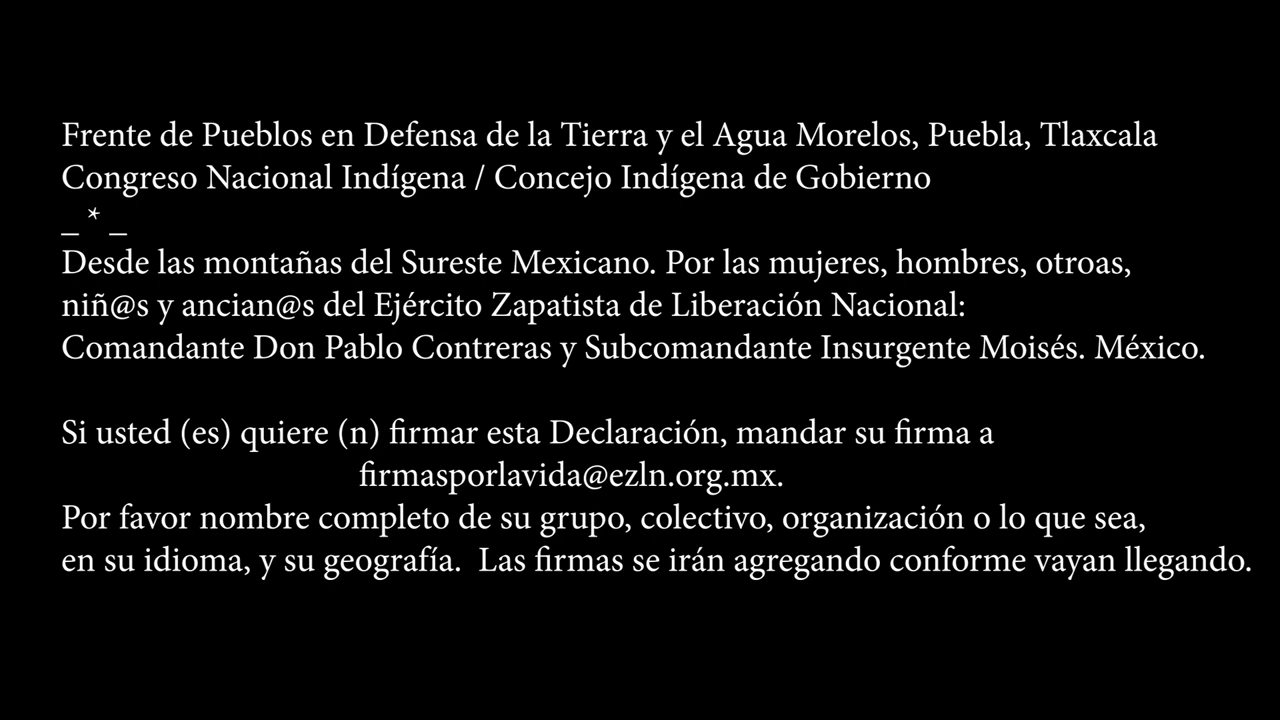 Frente de Pueblos en Defensa de la Tierra y el Agua Morelos, Puebla, Tlaxcala
Congreso Nacional Indígena / Concejo Indígena de Gobierno
_ * _
Desde las montañas del Sureste Mexicano. Por las mujeres, hombres, otroas,
niñ@s y ancian@s del Ejército Zapatista de Liberación Nacional:
Comandante Don Pablo Contreras y Subcomandante Insurgente Moisés. México.
Si usted (es) quiere (n) firmar esta Declaración, mandar su firma a
firmasporlavida@ezln.org.mx.
Por favor nombre completo de su grupo, colectivo, organización o lo que sea,
en su idioma, y su geografía.  Las firmas se irán agregando conforme vayan llegando.